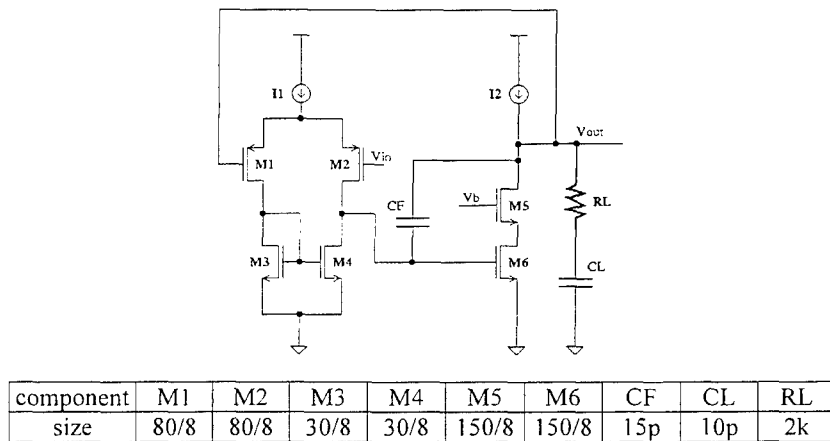 I1
I2
Vout
M1
M2
Vin
CF
Vb
M5
RL
M3
M4
M6
CL
component M1 M2 M3 M4 M5 M6 CF CL RL
size 80/8 80/8 30/8 30/8 150/8 150/8 15p 10p 2k